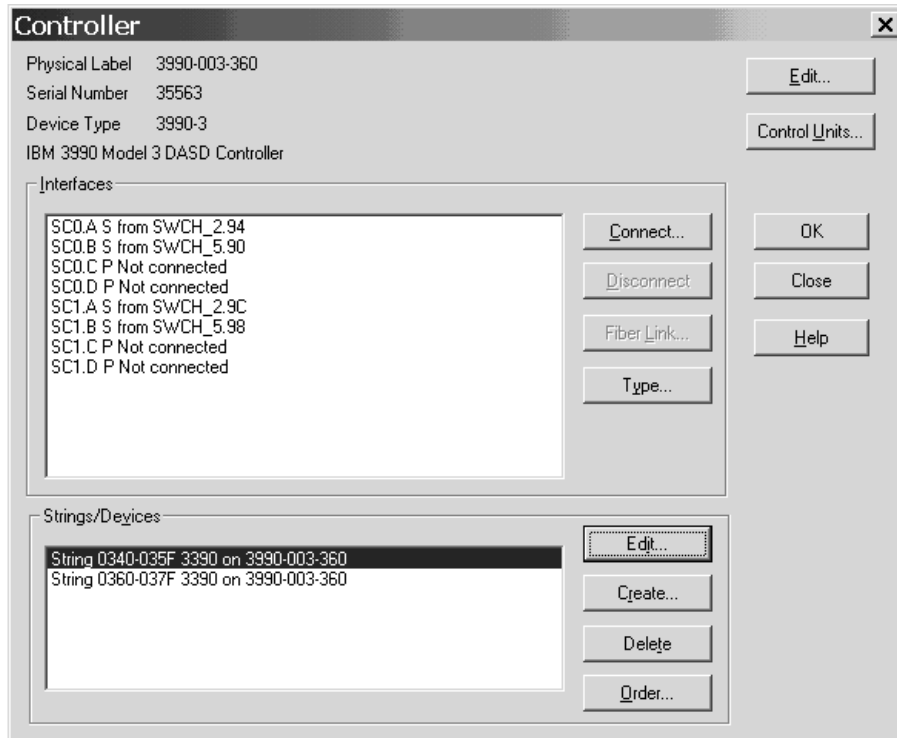 Controller
Physical Label 3990-003-360
Edit...
Serial Number 35563
Device Type 3990-3
Control Units...
IBM 3990 Model 3 DASD Controller
Interfaces
SC0.A S from SWCH_2.94
SC0.B S from SWCH_5.90
SC0.C P Not connected
SC0.D P Not connected
SC1.A S from SWCH_2.9C
SC1.B S from SWCH_5.98
SC1.C P Not connected
SC1.D P Not connected
Connect...
Disconnect
Fiber Link...
Type...
OK
Close
Help
Strings/Devices
String 0340-035F 3390 on 3990-003-360
String 0360-037F 3390 on 3990-003-360
Edit...
Create...
Delete
Order...